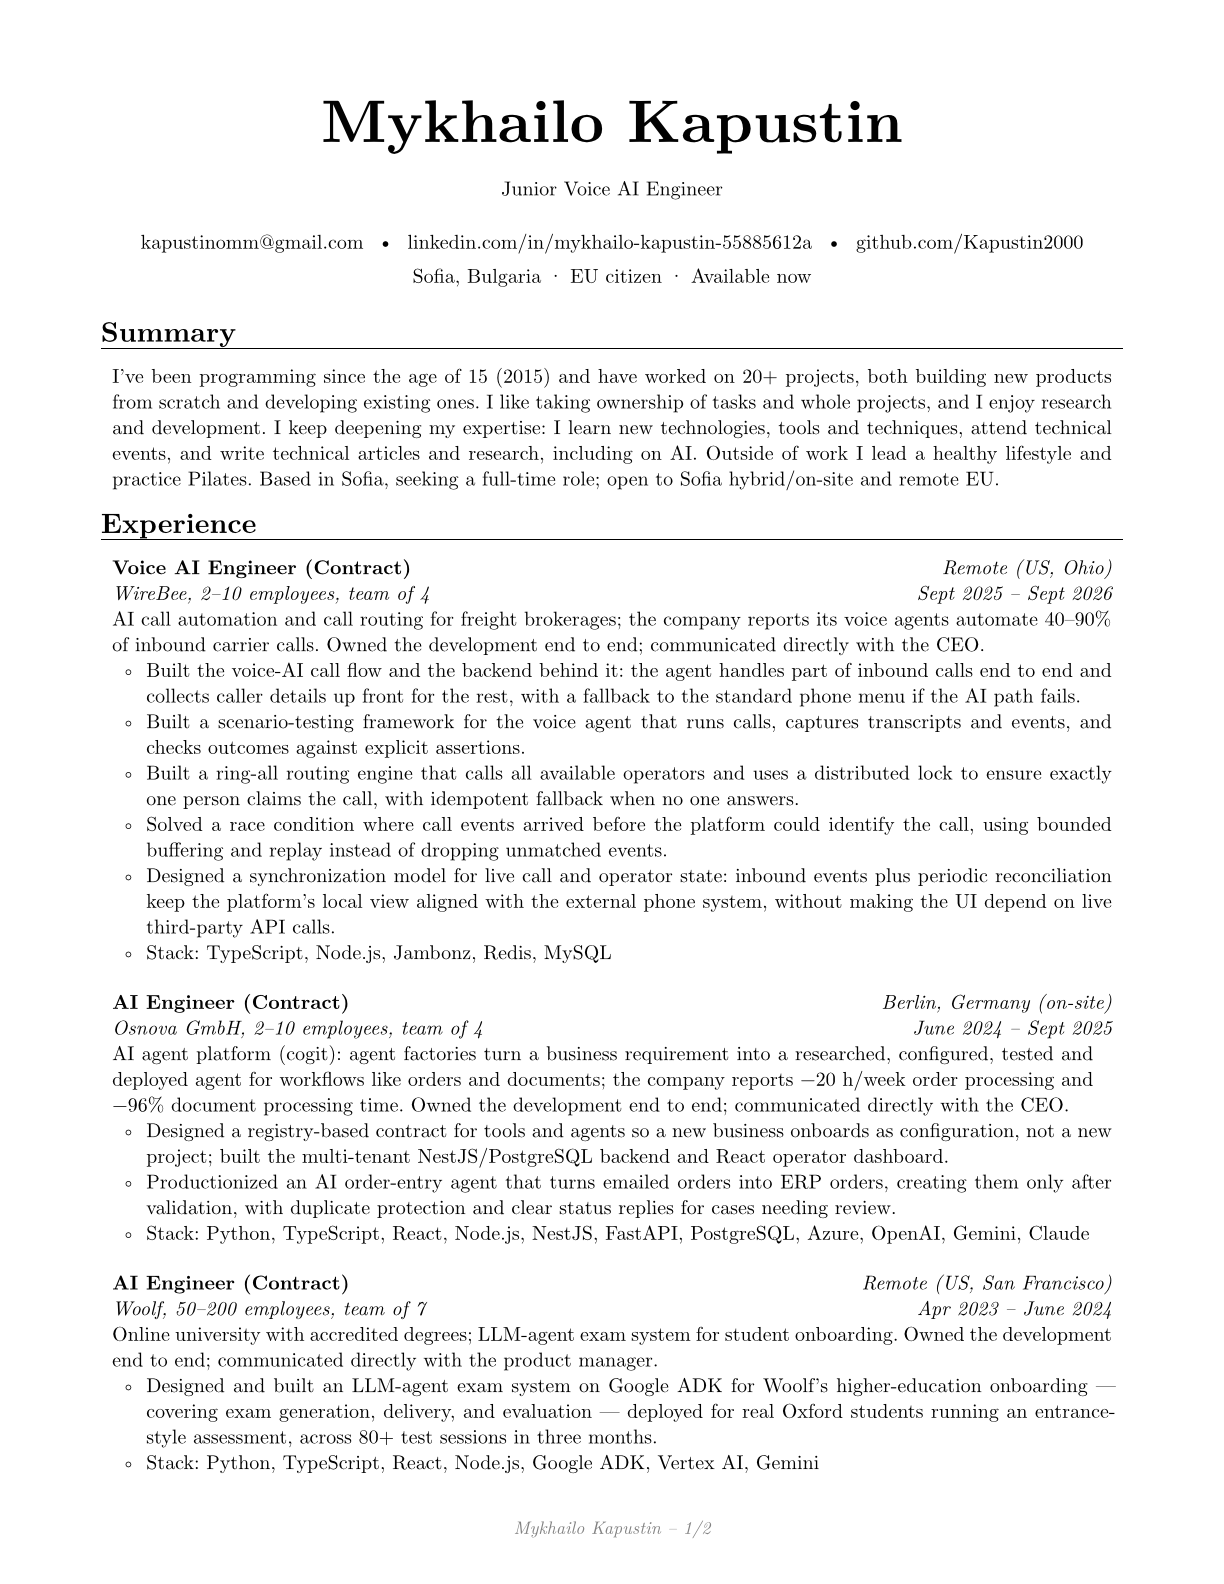 Mykhailo Kapustin
Junior Voice AI Engineer
kapustinomm@gmail.com • linkedin.com/in/mykhailo-kapustin-55885612a • github.com/Kapustin2000
Sofia, Bulgaria · EU citizen · Available now
Summary
I've been programming since the age of 15 (2015) and have worked on 20+ projects, both building new products
from scratch and developing existing ones. I like taking ownership of tasks and whole projects, and I enjoy research
and development. I keep deepening my expertise: I learn new technologies, tools and techniques, attend technical
events, and write technical articles and research, including on AI. Outside of work I lead a healthy lifestyle and
practice Pilates. Based in Sofia, seeking a full-time role; open to Sofia hybrid/on-site and remote EU.
Experience
Voice AI Engineer (Contract) Remote (US, Ohio)
WireBee, 2–10 employees, team of 4 Sept 2025 – Sept 2026
AI call automation and call routing for freight brokerages; the company reports its voice agents automate 40–90%
of inbound carrier calls. Owned the development end to end; communicated directly with the CEO.
◦ Built the voice-AI call flow and the backend behind it: the agent handles part of inbound calls end to end and
collects caller details up front for the rest, with a fallback to the standard phone menu if the AI path fails.
◦ Built a scenario-testing framework for the voice agent that runs calls, captures transcripts and events, and
checks outcomes against explicit assertions.
◦ Built a ring-all routing engine that calls all available operators and uses a distributed lock to ensure exactly
one person claims the call, with idempotent fallback when no one answers.
◦ Solved a race condition where call events arrived before the platform could identify the call, using bounded
buffering and replay instead of dropping unmatched events.
◦ Designed a synchronization model for live call and operator state: inbound events plus periodic reconciliation
keep the platform's local view aligned with the external phone system, without making the UI depend on live
third-party API calls.
◦ Stack: TypeScript, Node.js, Jambonz, Redis, MySQL
AI Engineer (Contract) Berlin, Germany (on-site)
Osnova GmbH, 2–10 employees, team of 4 June 2024 – Sept 2025
AI agent platform (cogit): agent factories turn a business requirement into a researched, configured, tested and
deployed agent for workflows like orders and documents; the company reports −20 h/week order processing and
−96% document processing time. Owned the development end to end; communicated directly with the CEO.
◦ Designed a registry-based contract for tools and agents so a new business onboards as configuration, not a new
project; built the multi-tenant NestJS/PostgreSQL backend and React operator dashboard.
◦ Productionized an AI order-entry agent that turns emailed orders into ERP orders, creating them only after
validation, with duplicate protection and clear status replies for cases needing review.
◦ Stack: Python, TypeScript, React, Node.js, NestJS, FastAPI, PostgreSQL, Azure, OpenAI, Gemini, Claude
AI Engineer (Contract) Remote (US, San Francisco)
Woolf, 50–200 employees, team of 7 Apr 2023 – June 2024
Online university with accredited degrees; LLM-agent exam system for student onboarding. Owned the development
end to end; communicated directly with the product manager.
◦ Designed and built an LLM-agent exam system on Google ADK for Woolf's higher-education onboarding —
covering exam generation, delivery, and evaluation — deployed for real Oxford students running an entrance-
style assessment, across 80+ test sessions in three months.
◦ Stack: Python, TypeScript, React, Node.js, Google ADK, Vertex AI, Gemini
Mykhailo Kapustin – 1/2